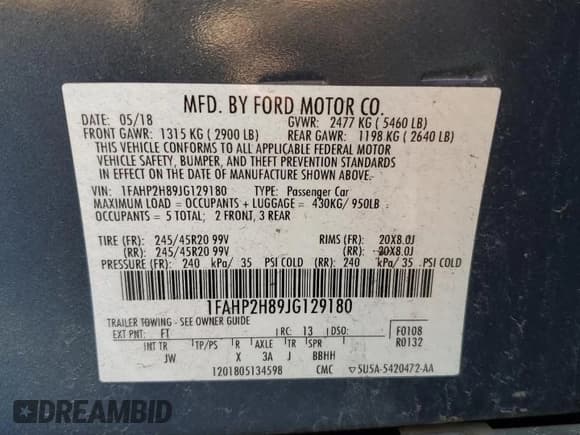 MFD. BY FORD MOTOR CO.
DATE: 05/18 GVWR: 2477 KG ( 5460 LB)
FRONT GAWR: 1315 KG ( 2900 LB) REAR GAWR: 1198 KG ( 2640 LB)
THIS VEHICLE CONFORMS TO ALL APPLICABLE FEDERAL MOTOR
VEHICLE SAFETY, BUMPER, AND THEFT PREVENTION STANDARDS
IN EFFECT ON THE DATE OF MANUFACTURE SHOWN ABOVE.
VIN: 1FAHP2H89JG129180 TYPE: Passenger Car
MAXIMUM LOAD = OCCUPANTS + LUGGAGE = 430KG/ 950LB
OCCUPANTS = 5 TOTAL; 2 FRONT, 3 REAR
TIRE (FR): 245/45R20 99V RIMS (FR): 20X8.0J
(RR): 245/45R20 99V (RR): 20X8.0J
PRESSURE (FR): 240 kPa/ 35 PSI COLD (RR): 240 kPa/ 35 PSI COLD
1FAHP2H89JG129180
TRAILER TOWING - SEE OWNER GUIDE
EXT PNT: FT RC: 13 DSO: F0108
R0132
INT TR TP/PS R AXLE TR SPR
JW X 3A J BBHH
1201805134598 CMC 5U5A-5420472-AA
DREAMBID